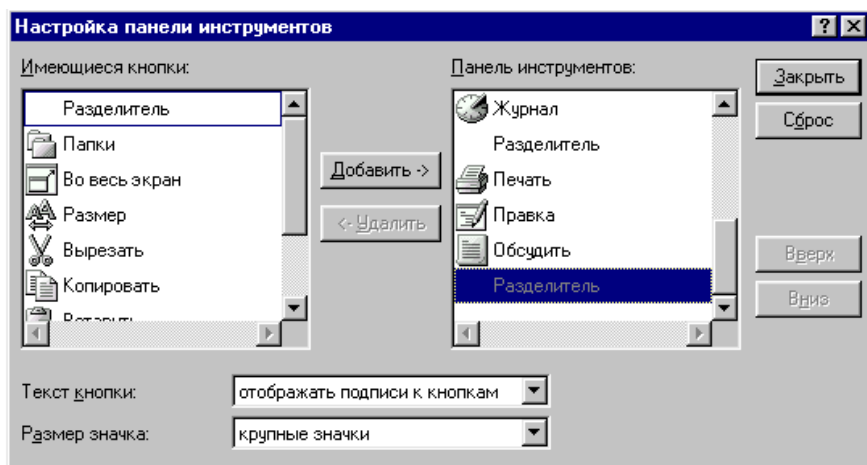 Настройка панели инструментов
Имеющиеся кнопки:
Разделитель
Папки
Во весь экран
Размер
Вырезать
Копировать
Вставить
Добавить ->
<- Удалить
Панель инструментов:
Журнал
Разделитель
Печать
Правка
Обсудить
Разделитель
Закрыть
Сброс
Вверх
Вниз
Текст кнопки:
отображать подписи к кнопкам
Размер значка:
крупные значки